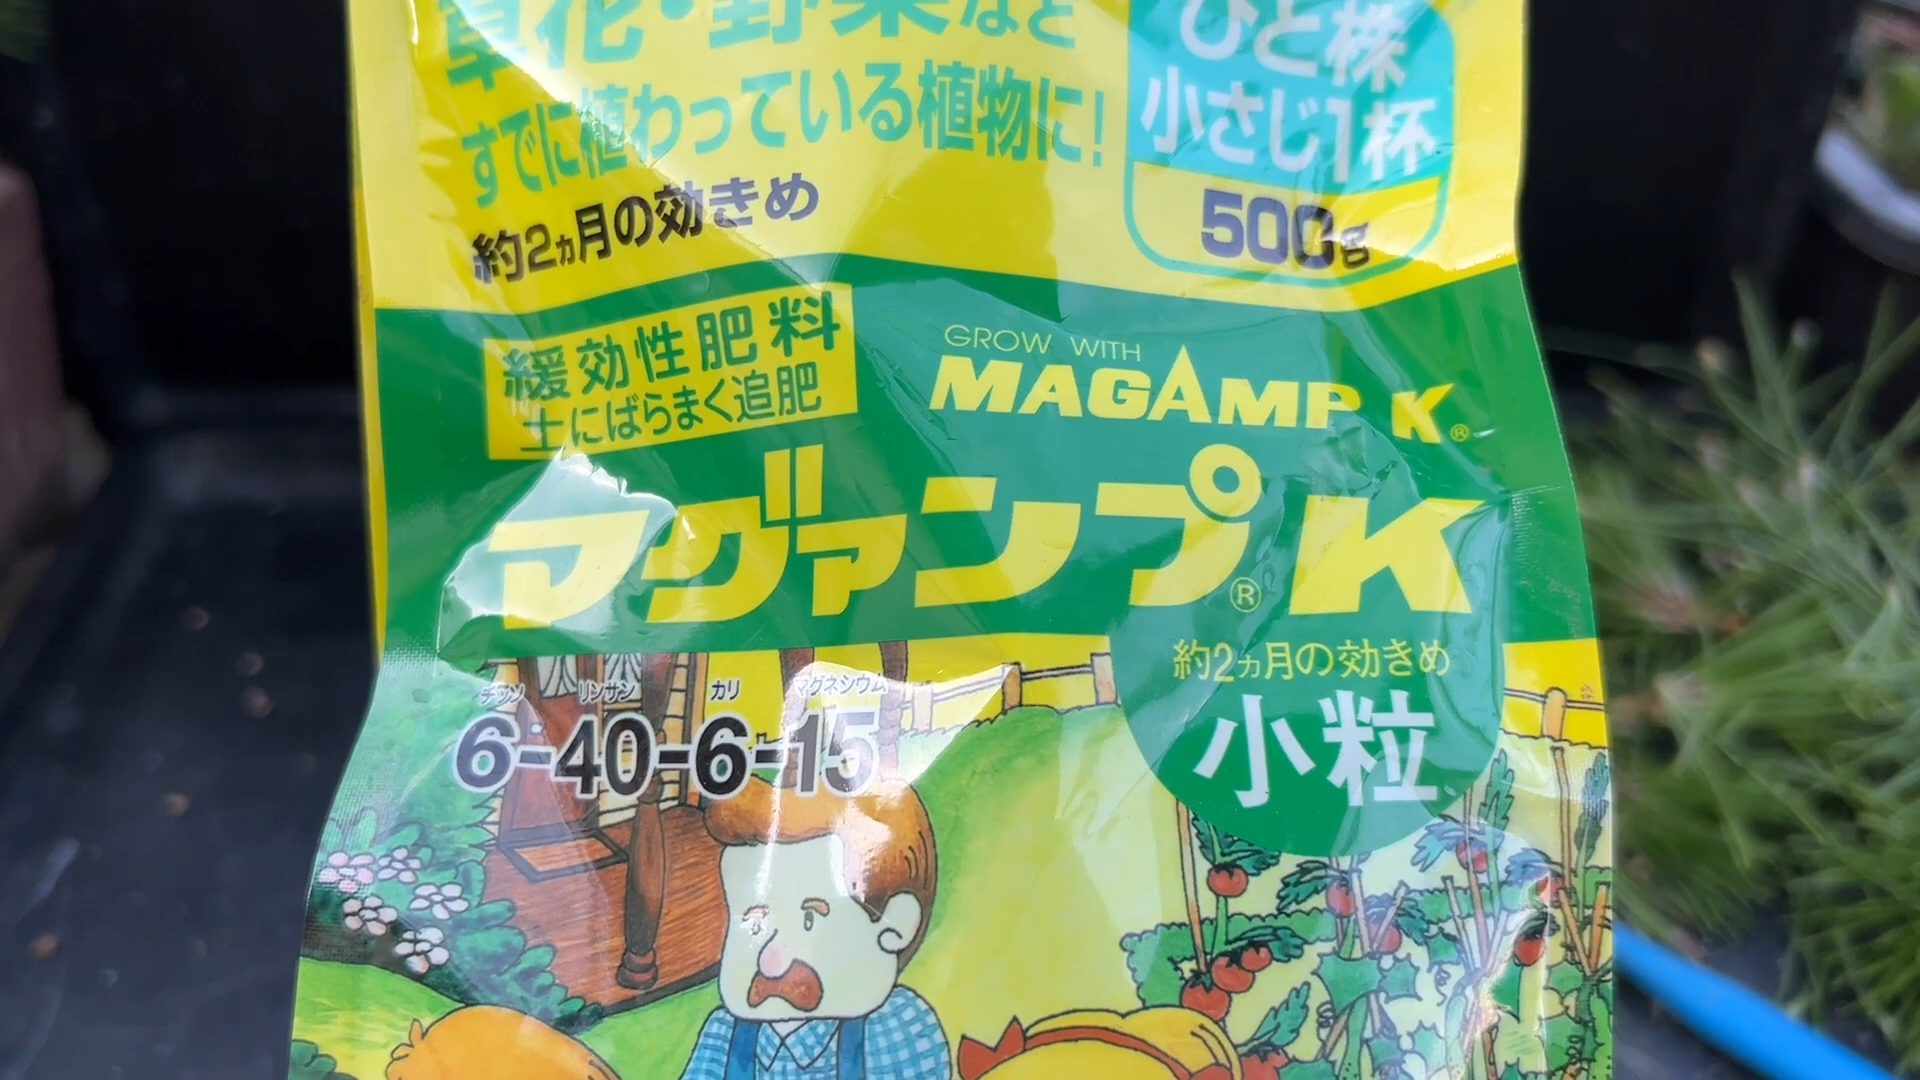 草花・野菜など
すでに植わっている植物に!
約2ヵ月の効きめ
ひと株
小さじ1杯
500g
緩効性肥料
土にばらまく追肥
GROW WITH
MAGAMP K®
マグァンプ®K
約2ヵ月の効きめ
小粒
チッソ リンサン カリ マグネシウム
6-40-6-15